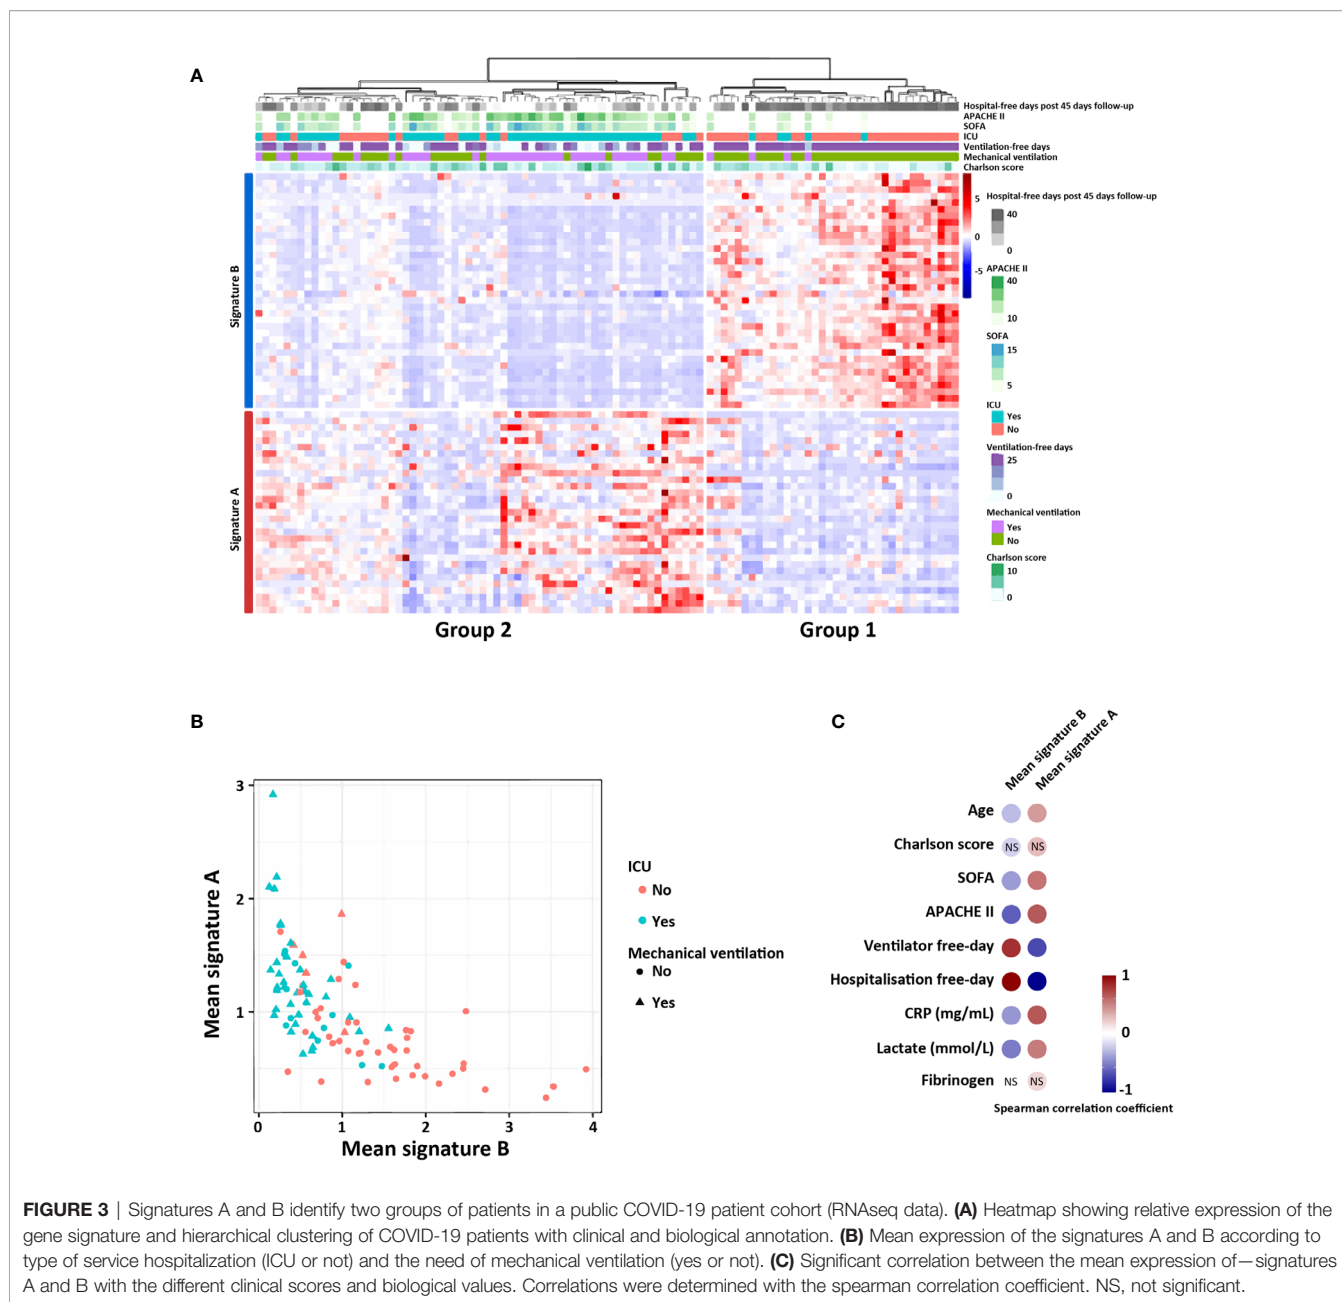 A
Hospital-free days post 45 days follow-up
APACHE II
SOFA
ICU
Ventilation-free days
Mechanical ventilation
Charlson score
Signature B
Signature A
5
0
-5
Hospital-free days post 45 days follow-up
40
0
APACHE II
40
10
SOFA
15
5
ICU
Yes
No
Ventilation-free days
25
0
Mechanical ventilation
Yes
No
Charlson score
10
0
Group 2
Group 1
B
Mean signature A
3
2
1
0
1
2
3
4
Mean signature B
ICU
No
Yes
Mechanical ventilation
No
Yes
C
Mean signature B
Mean signature A
Age
Charlson score NS NS
SOFA
APACHE II
Ventilator free-day
Hospitalisation free-day
CRP (mg/mL)
Lactate (mmol/L)
Fibrinogen NS NS
1
0
-1
Spearman correlation coefficient
FIGURE 3 | Signatures A and B identify two groups of patients in a public COVID-19 patient cohort (RNAseq data). (A) Heatmap showing relative expression of the
gene signature and hierarchical clustering of COVID-19 patients with clinical and biological annotation. (B) Mean expression of the signatures A and B according to
type of service hospitalization (ICU or not) and the need of mechanical ventilation (yes or not). (C) Significant correlation between the mean expression of—signatures
A and B with the different clinical scores and biological values. Correlations were determined with the spearman correlation coefficient. NS, not significant.